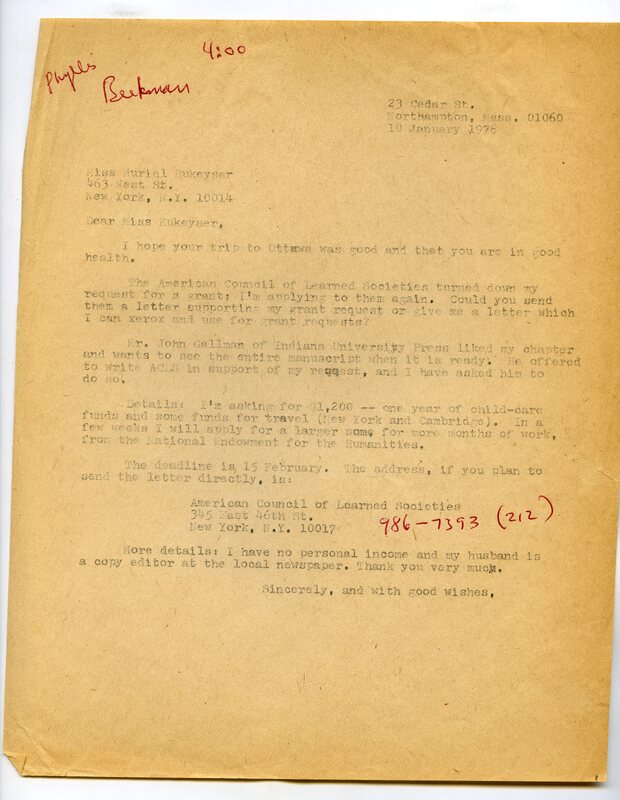 4:00
Phyllis
Beekman
23 Cedar St.
Northampton, Mass. 01060
10 January 1976
Miss Murial Rukeyser
463 West St.
New York, N.Y. 10014
Dear Miss Rukeyser,
I hope your trip to Ottawa was good and that you are in good
health.
The American Council of Learned Societies turned down my
request for a grant; I'm applying to them again. Could you send
them a letter supporting my grant request or give me a letter which
I can xerox and use for grant requests?
Mr. John Gallman of Indiana University Press liked my chapter
and wants to see the entire manuscript when it is ready. He offered
to write ACLS in support of my reqqest, and I have asked him to
do so.
Details: I'm asking for $1,200 -- one year of child-care
funds and some funds for travel (New York and Cambridge). In a
few weeks I will apply for a larger some, for more months of work,
from the National Endowment for the Humanities.
The deadline is 15 February. The address, if you plan to
send the letter directly, is:
American Council of Learned Societies
345 East 46th St.
New York, N.Y. 10017
986-7393 (212)
More details: I have no personal income and my husband is
a copy editor at the local newspaper. Thank you very much.
Sincerely, and with good wishes,